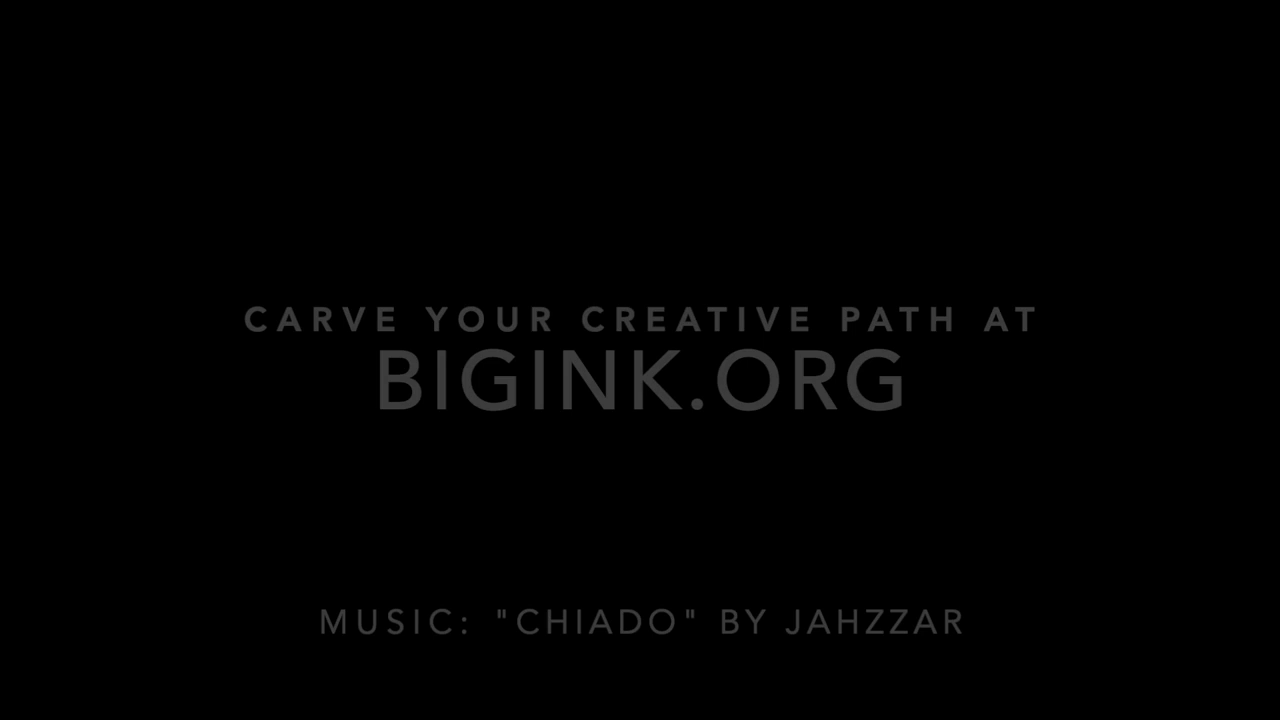 CARVE YOUR CREATIVE PATH AT
BIGINK.ORG
MUSIC: "CHIADO" BY JAHZZAR